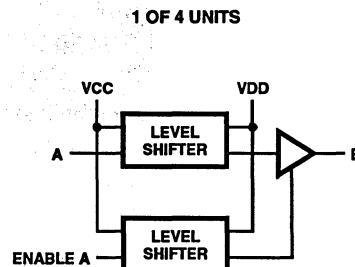 1 OF 4 UNITS
VCC
VDD
LEVEL
SHIFTER
A
E
LEVEL
SHIFTER
ENABLE A